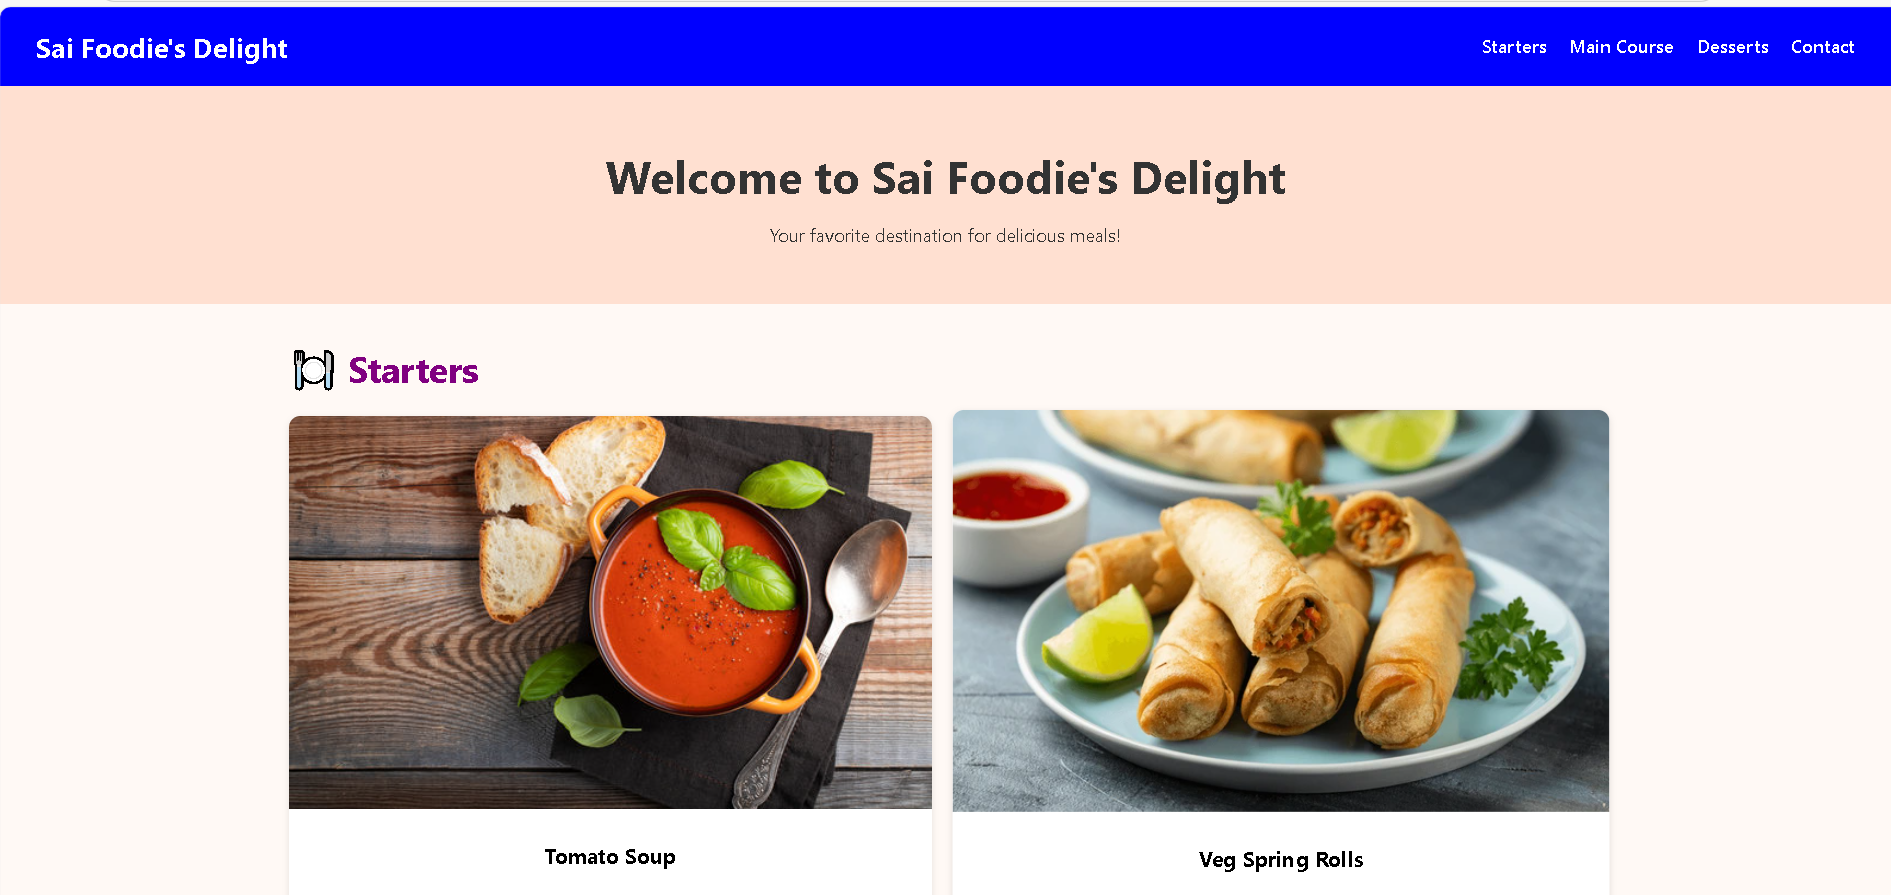 Sai Foodie's Delight
Starters Main Course Desserts Contact
Welcome to Sai Foodie's Delight
Your favorite destination for delicious meals!
Starters
Tomato Soup
Veg Spring Rolls